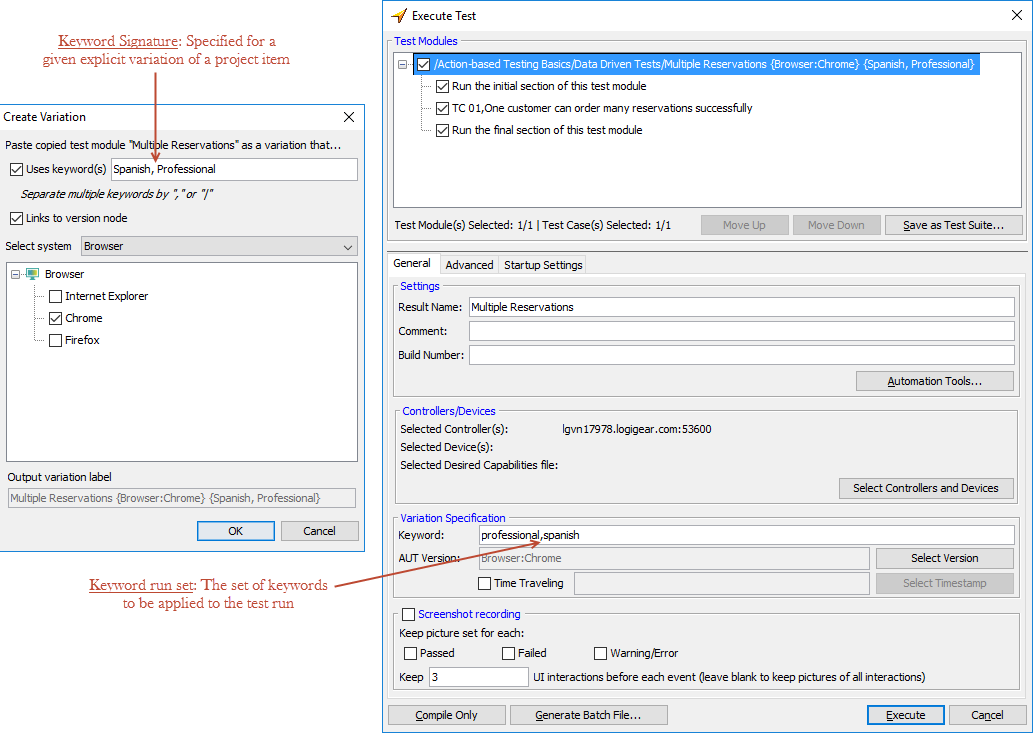 Keyword Signature: Specified for a
given explicit variation of a project item
Create Variation
Paste copied test module "Multiple Reservations" as a variation that...
Uses keyword(s) Spanish, Professional
Separate multiple keywords by "," or "|"
Links to version node
Select system Browser
Browser
Internet Explorer
Chrome
Firefox
Output variation label
Multiple Reservations {Browser:Chrome} {Spanish, Professional}
OK Cancel
Keyword run set: The set of keywords
to be applied to the test run
Execute Test
Test Modules
/Action-based Testing Basics/Data Driven Tests/Multiple Reservations {Browser:Chrome} {Spanish, Professional}
Run the initial section of this test module
TC 01,One customer can order many reservations successfully
Run the final section of this test module
Test Module(s) Selected: 1/1 | Test Case(s) Selected: 1/1 Move Up Move Down Save as Test Suite...
General Advanced Startup Settings
Settings
Result Name: Multiple Reservations
Comment:
Build Number:
Automation Tools...
Controllers/Devices
Selected Controller(s): lgvn17978.logigear.com:53600
Selected Device(s):
Selected Desired Capabilities file:
Select Controllers and Devices
Variation Specification
Keyword: professional,spanish
AUT Version: Browser:Chrome Select Version
Time Traveling Select Timestamp
Screenshot recording
Keep picture set for each:
Passed Failed Warning/Error
Keep 3 UI interactions before each event (leave blank to keep pictures of all interactions)
Compile Only Generate Batch File... Execute Cancel